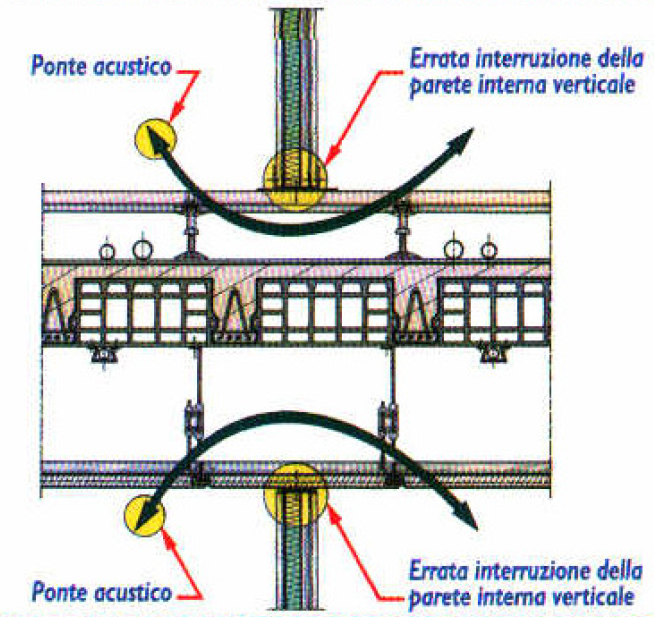 Ponte acustico
Errata interruzione della
parete interna verticale
Ponte acustico
Errata interruzione della
parete interna verticale